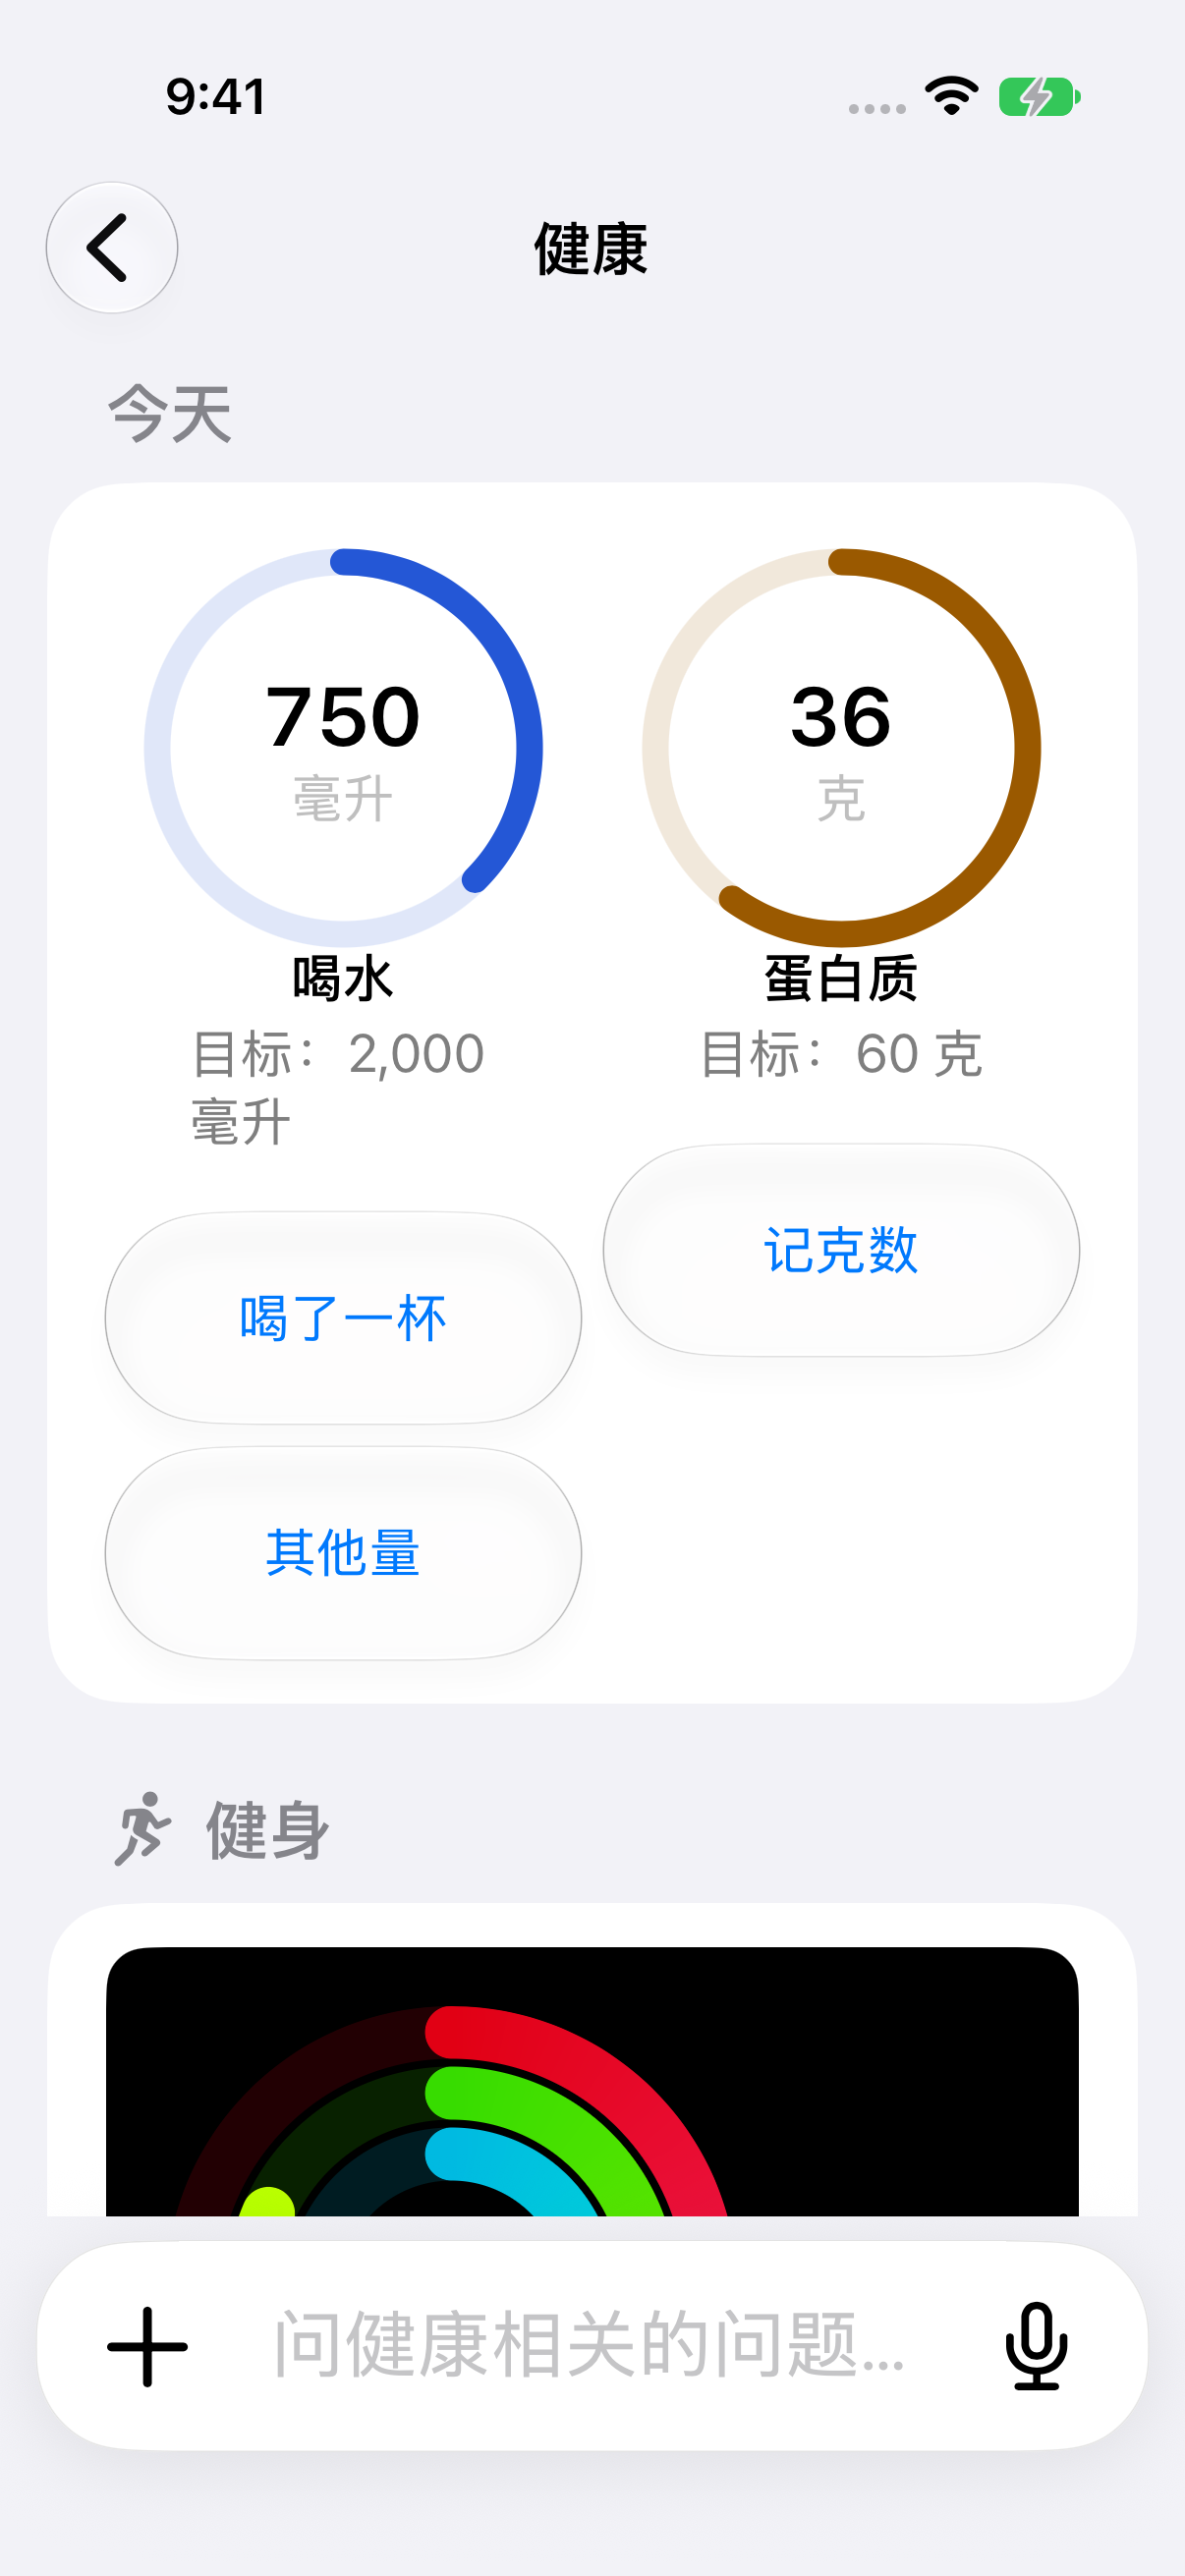 9:41
健康
今天
750
毫升
36
克
喝水
目标：2,000
毫升
蛋白质
目标：60 克
喝了一杯
记克数
其他量
健身
问健康相关的问题...